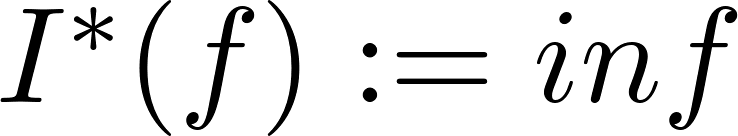 I*(f) := inf